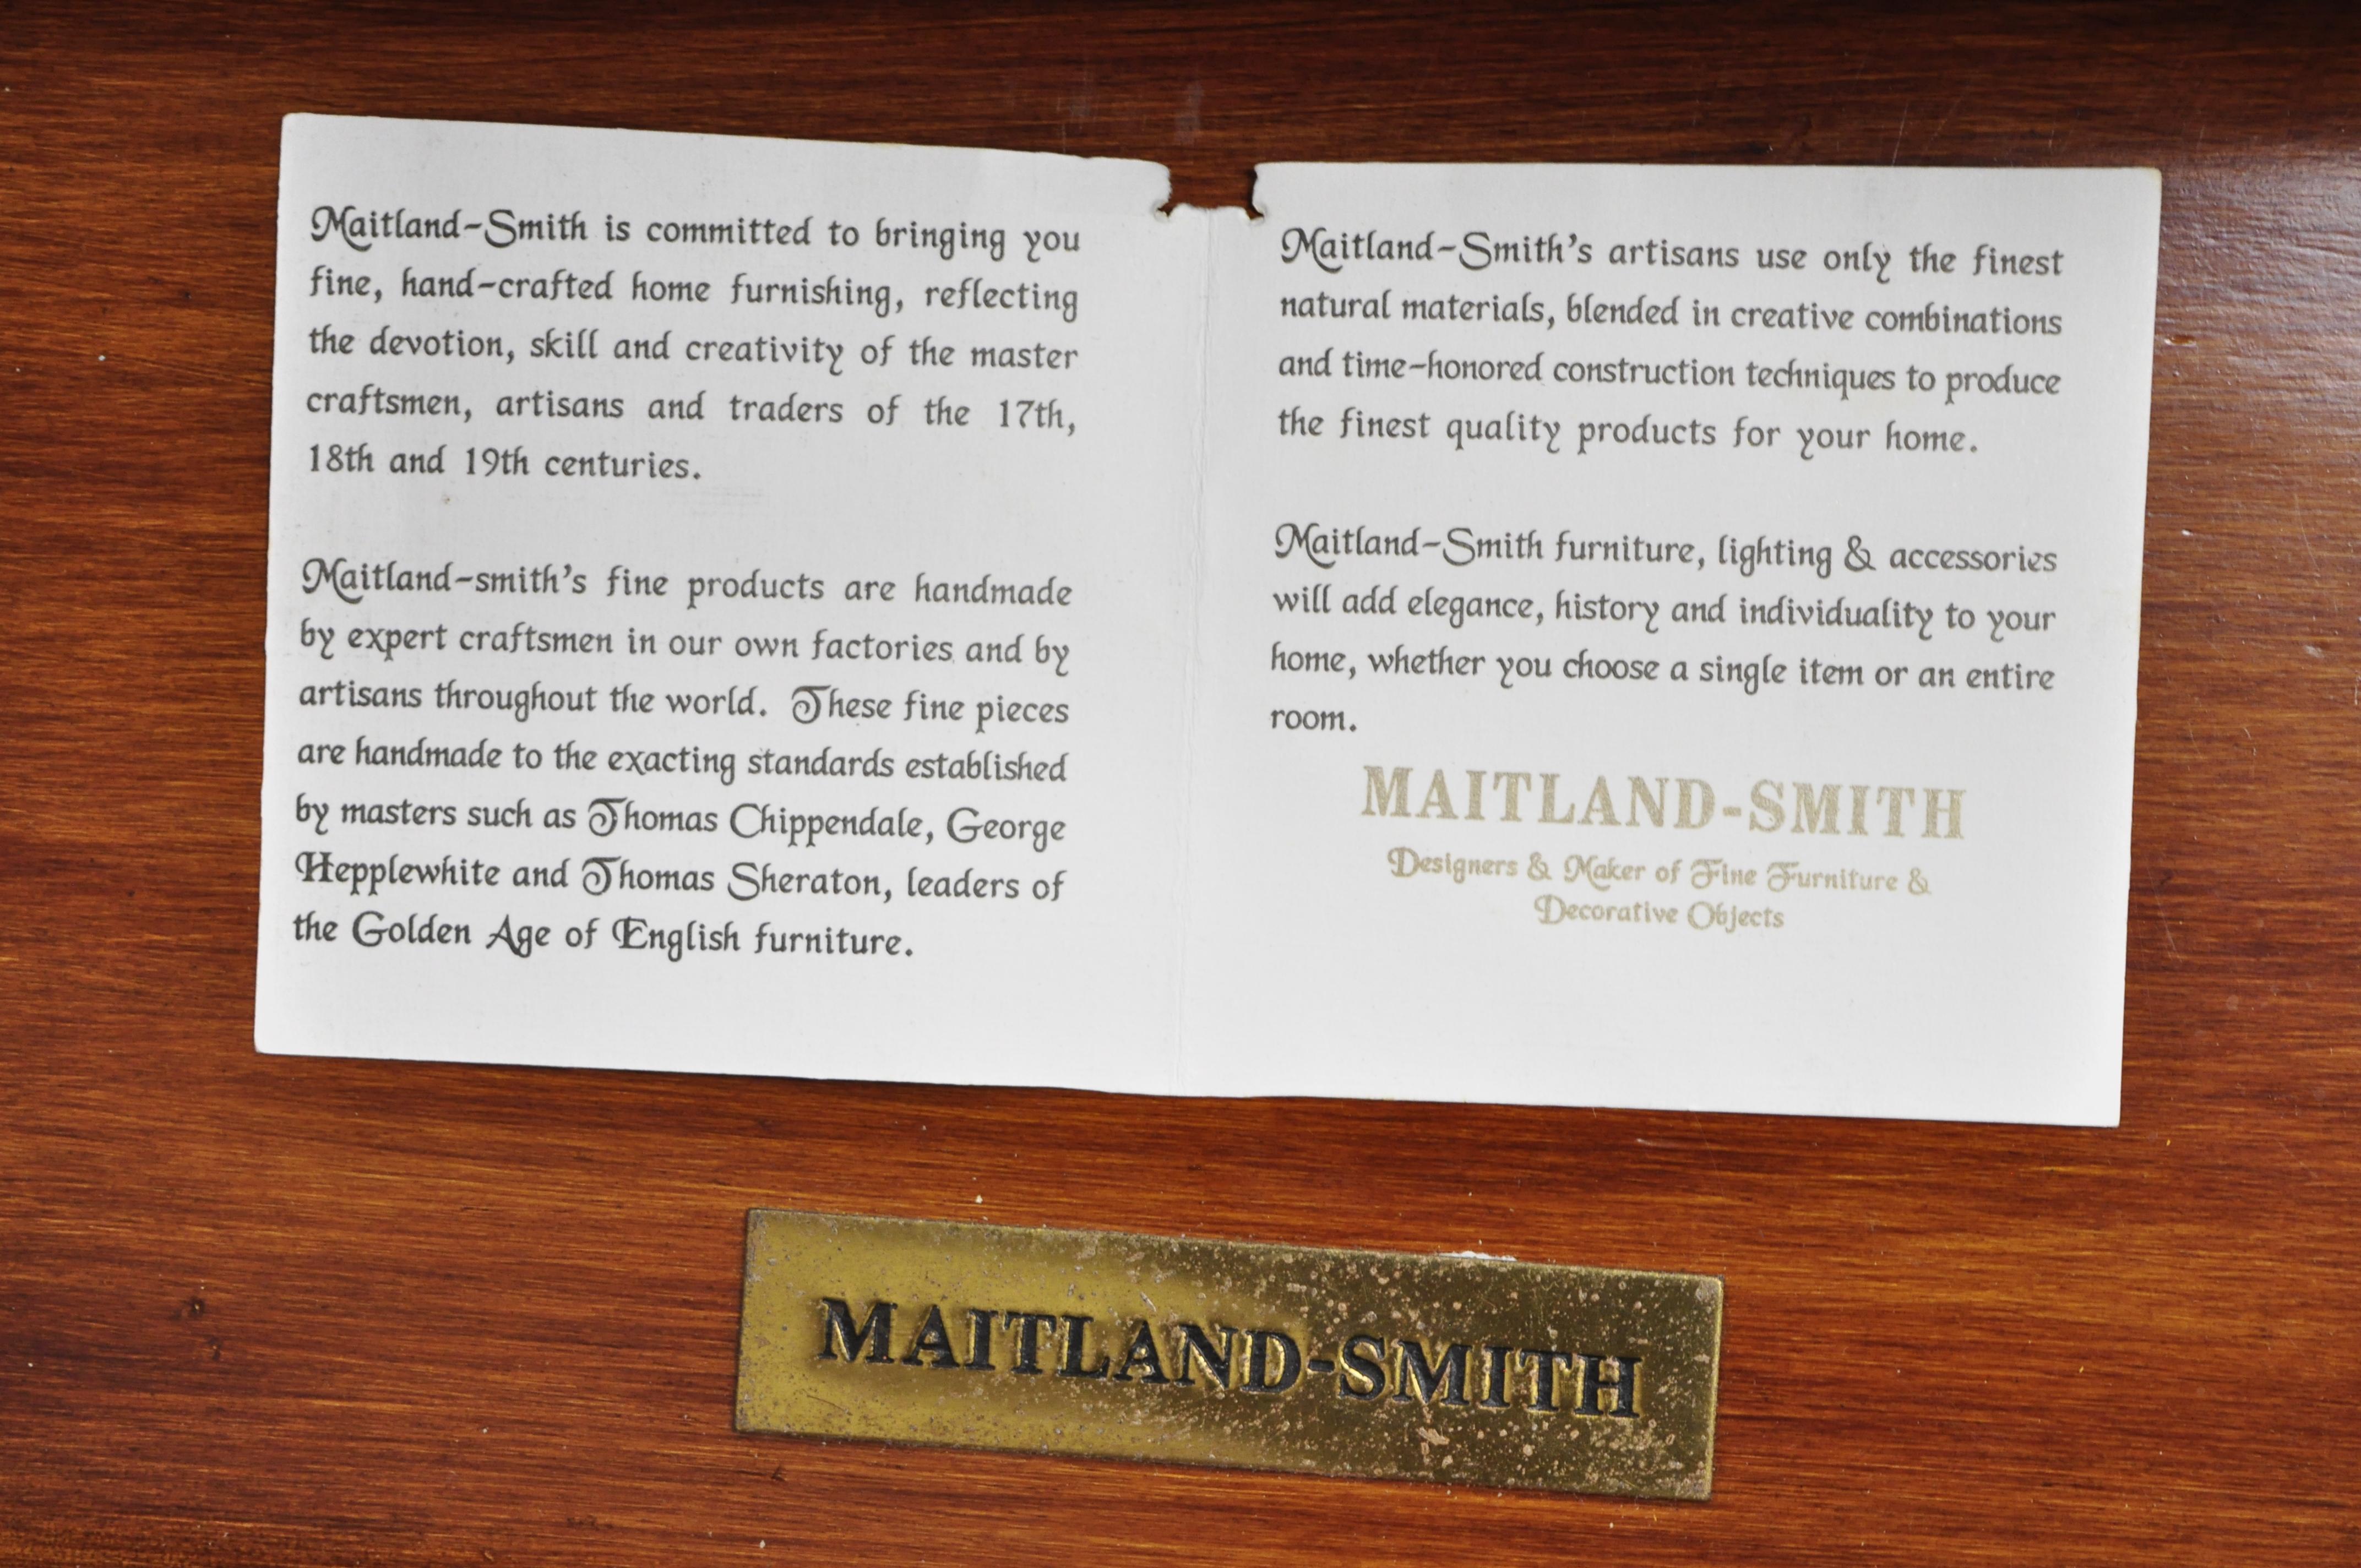 Maitland-Smith is committed to bringing you
fine, hand-crafted home furnishing, reflecting
the devotion, skill and creativity of the master
craftsmen, artisans and traders of the 17th,
18th and 19th centuries.
Maitland-smith's fine products are handmade
by expert craftsmen in our own factories and by
artisans throughout the world. These fine pieces
are handmade to the exacting standards established
by masters such as Thomas Chippendale, George
Hepplewhite and Thomas Sheraton, leaders of
the Golden Age of English furniture.
Maitland-Smith's artisans use only the finest
natural materials, blended in creative combinations
and time-honored construction techniques to produce
the finest quality products for your home.
Maitland-Smith furniture, lighting & accessories
will add elegance, history and individuality to your
home, whether you choose a single item or an entire
room.
MAITLAND-SMITH
Designers & Maker of Fine Furniture &
Decorative Objects
MAITLAND-SMITH